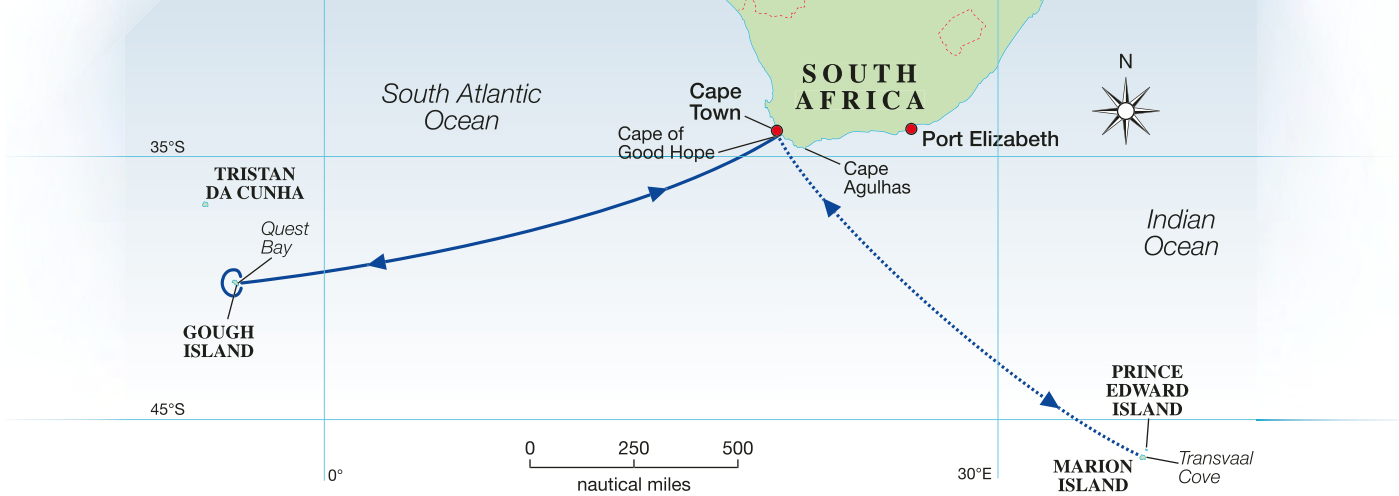 N
SOUTH
AFRICA
South Atlantic
Ocean
Cape
Town
Cape of
Good Hope
Port Elizabeth
35°S
Cape
Agulhas
TRISTAN
DA CUNHA
Quest
Bay
Indian
Ocean
GOUGH
ISLAND
PRINCE
EDWARD
ISLAND
45°S
0 250 500
nautical miles
0°
30°E
MARION
ISLAND
Transvaal
Cove